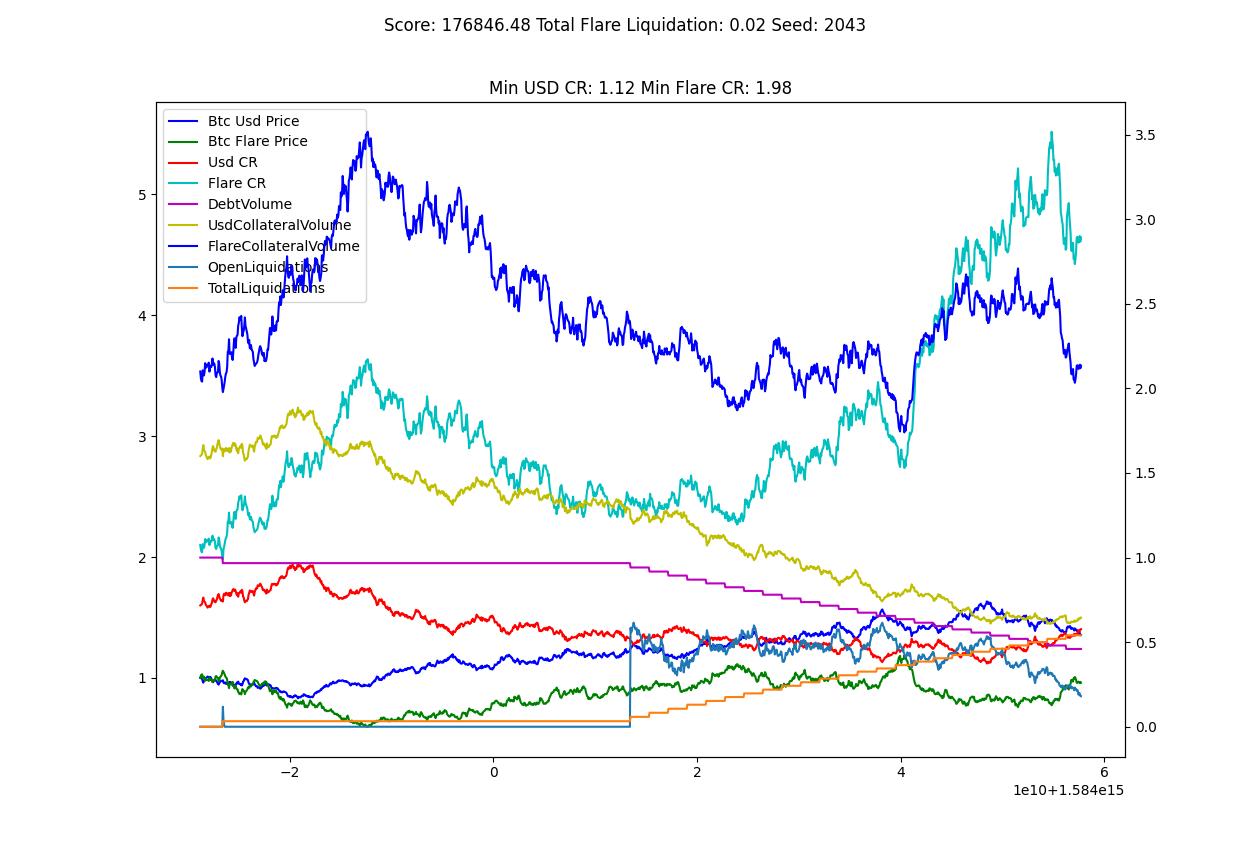 Score: 176846.48 Total Flare Liquidation: 0.02 Seed: 2043
Min USD CR: 1.12 Min Flare CR: 1.98
Btc Usd Price
Btc Flare Price
Usd CR
Flare CR
DebtVolume
UsdCollateralVolume
FlareCollateralVolume
OpenLiquidations
TotalLiquidations
5
4
3
2
1
3.5
3.0
2.5
2.0
1.5
1.0
0.5
0.0
−2
0
2
4
6
1e10+1.584e15